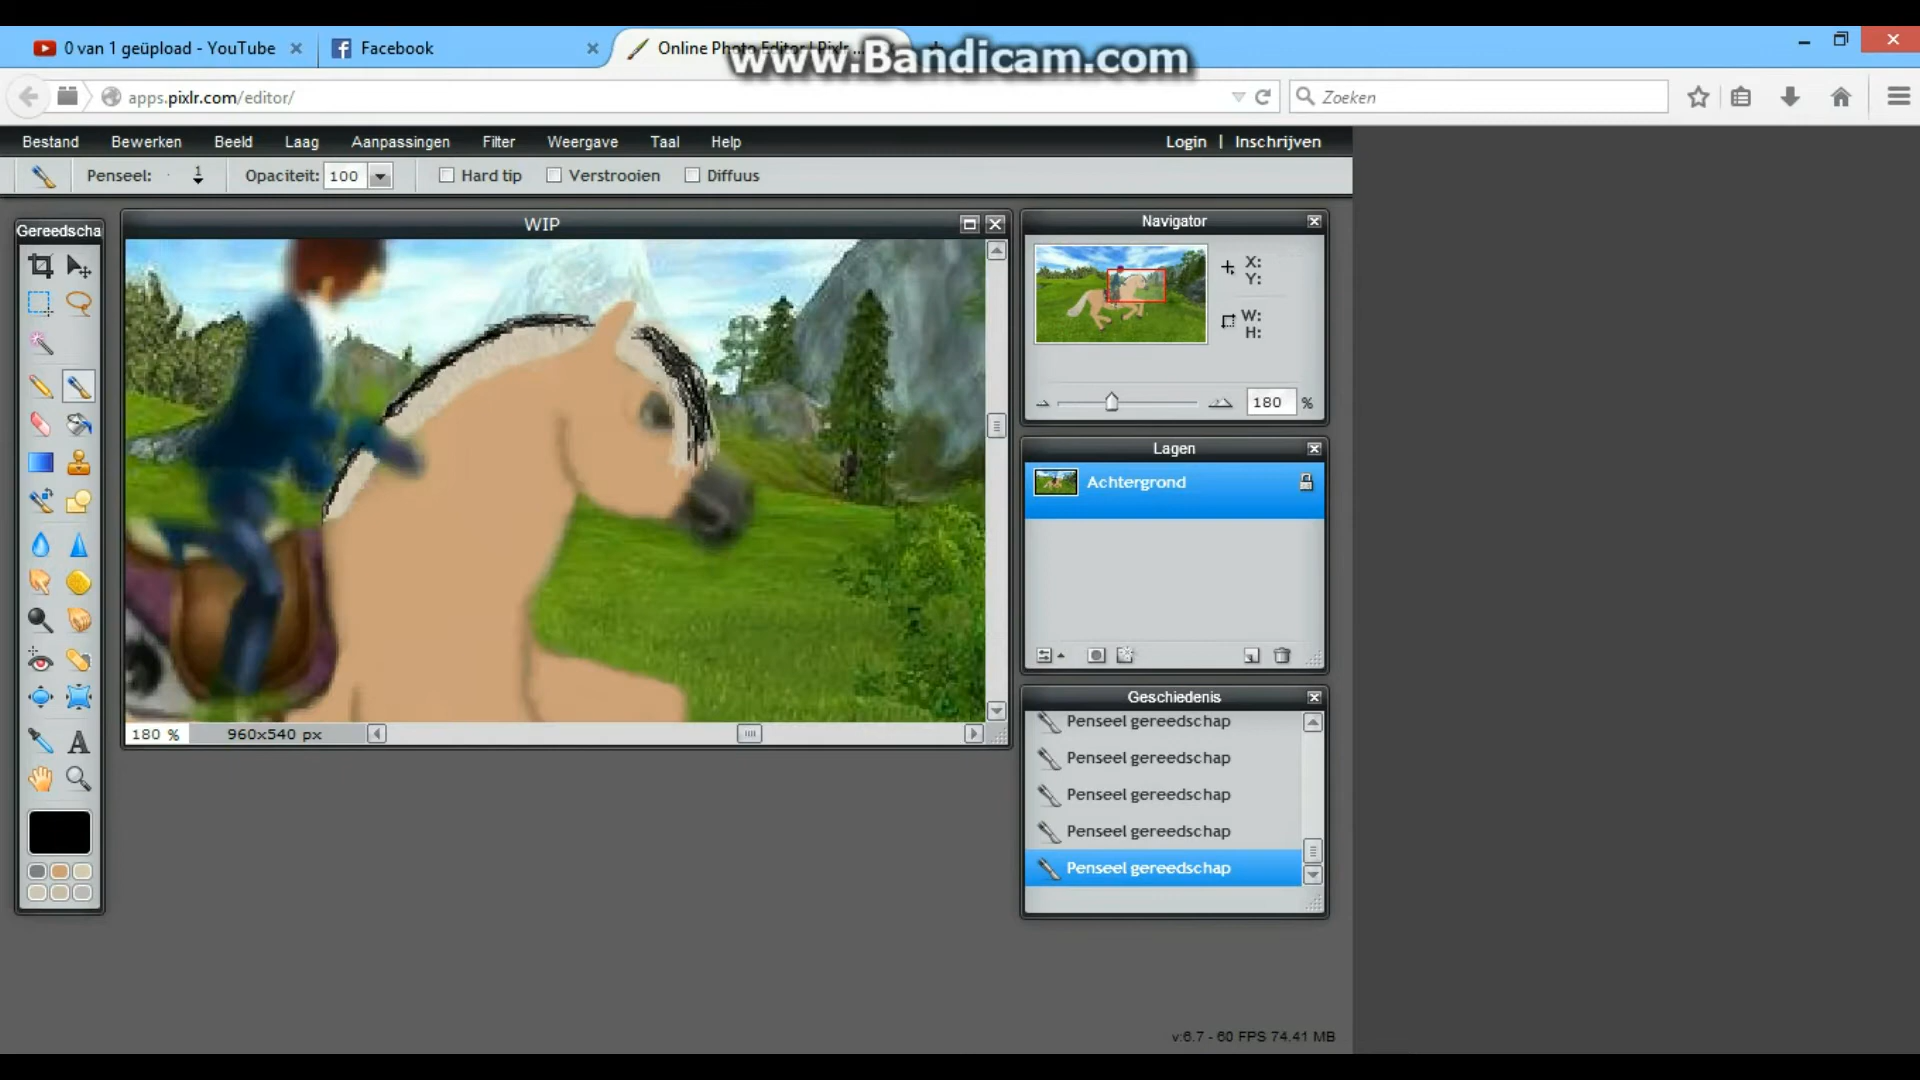 0 van 1 geüpload - YouTube
Facebook
Online Photo Editor | Pixlr ...
www.Bandicam.com
apps.pixlr.com/editor/
Zoeken
Bestand Bewerken Beeld Laag Aanpassingen Filter Weergave Taal Help
Login | Inschrijven
Penseel: 1 Opaciteit: 100 Hard tip Verstrooien Diffuus
Gereedscha
WIP
180 % 960x540 px
Navigator
X:
Y:
W:
H:
180 %
Lagen
Achtergrond
Geschiedenis
Penseel gereedschap
Penseel gereedschap
Penseel gereedschap
Penseel gereedschap
Penseel gereedschap
v:6.7 - 60 FPS 74.41 MB